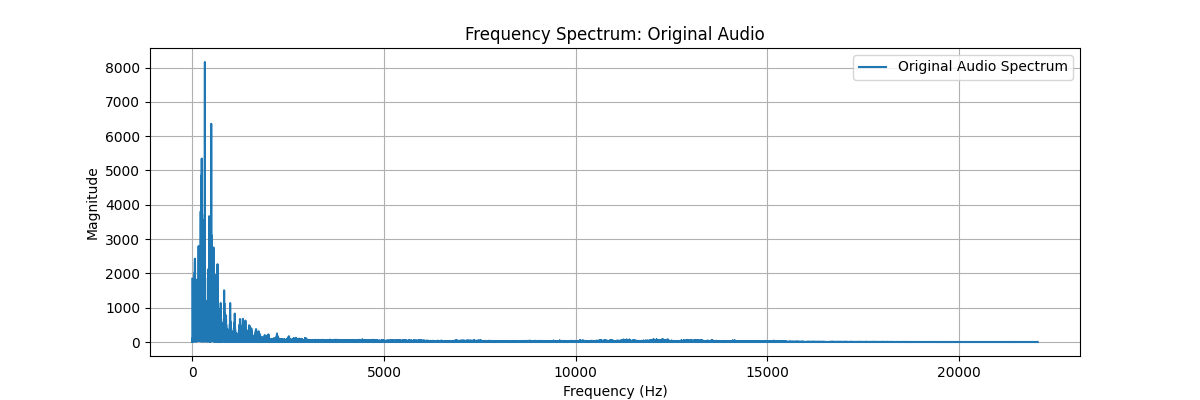 Frequency Spectrum: Original Audio
Original Audio Spectrum
8000
7000
6000
5000
4000
3000
2000
1000
0
Magnitude
0 5000 10000 15000 20000
Frequency (Hz)